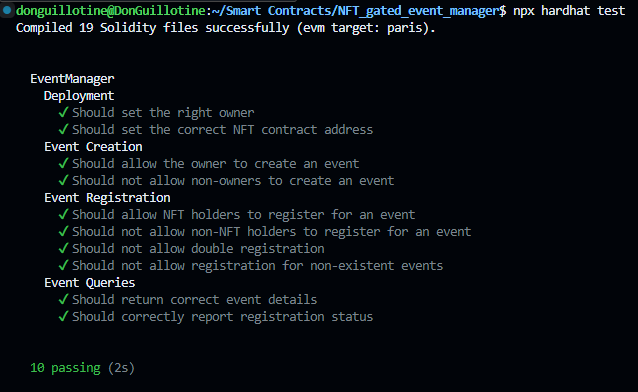 donguillotine@DonGuillotine:~/Smart Contracts/NFT_gated_event_manager$ npx hardhat test
Compiled 19 Solidity files successfully (evm target: paris).
EventManager
Deployment
✓ Should set the right owner
✓ Should set the correct NFT contract address
Event Creation
✓ Should allow the owner to create an event
✓ Should not allow non-owners to create an event
Event Registration
✓ Should allow NFT holders to register for an event
✓ Should not allow non-NFT holders to register for an event
✓ Should not allow double registration
✓ Should not allow registration for non-existent events
Event Queries
✓ Should return correct event details
✓ Should correctly report registration status
10 passing (2s)